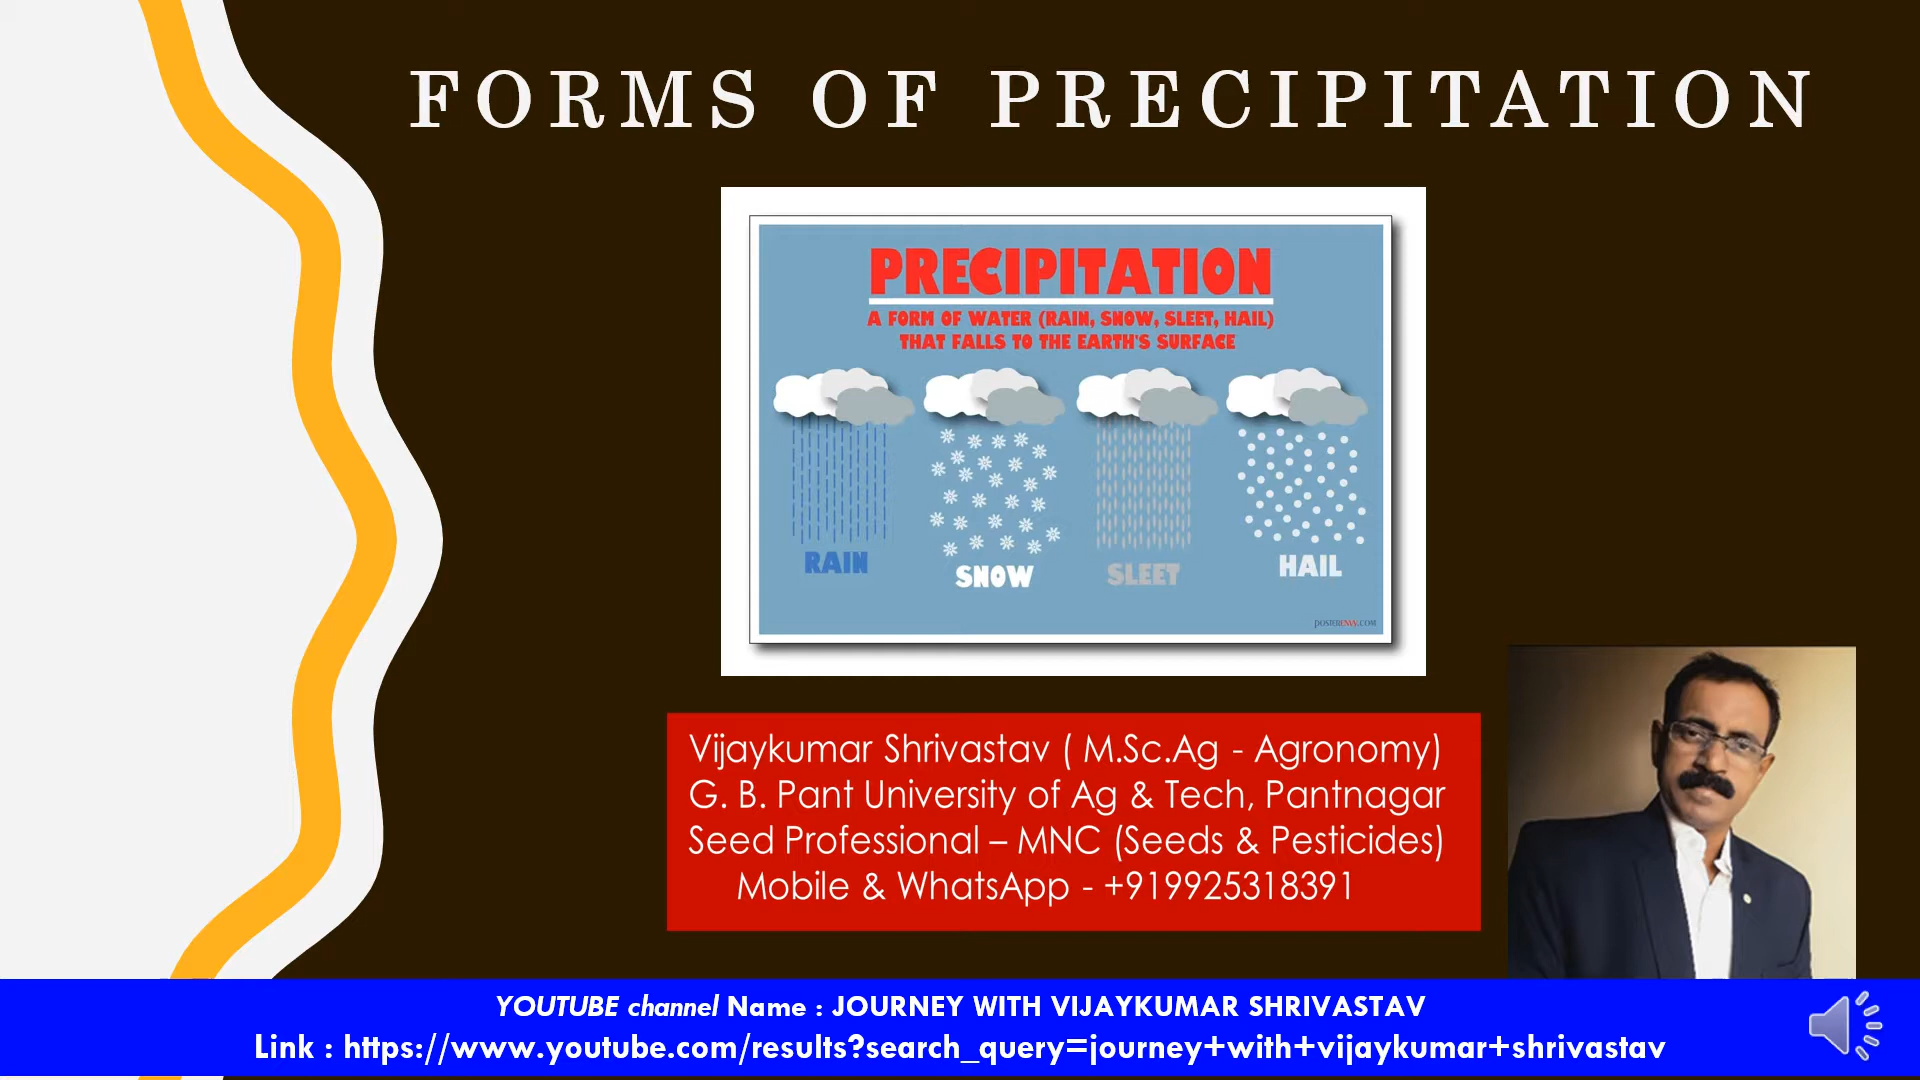 FORMS OF PRECIPITATION
PRECIPITATION
A FORM OF WATER (RAIN, SNOW, SLEET, HAIL)
THAT FALLS TO THE EARTH'S SURFACE
RAIN
SNOW
SLEET
HAIL
POSTERENVY.COM
Vijaykumar Shrivastav ( M.Sc.Ag - Agronomy)
G. B. Pant University of Ag & Tech, Pantnagar
Seed Professional – MNC (Seeds & Pesticides)
Mobile & WhatsApp - +919925318391
YOUTUBE channel Name : JOURNEY WITH VIJAYKUMAR SHRIVASTAV
Link : https://www.youtube.com/results?search_query=journey+with+vijaykumar+shrivastav